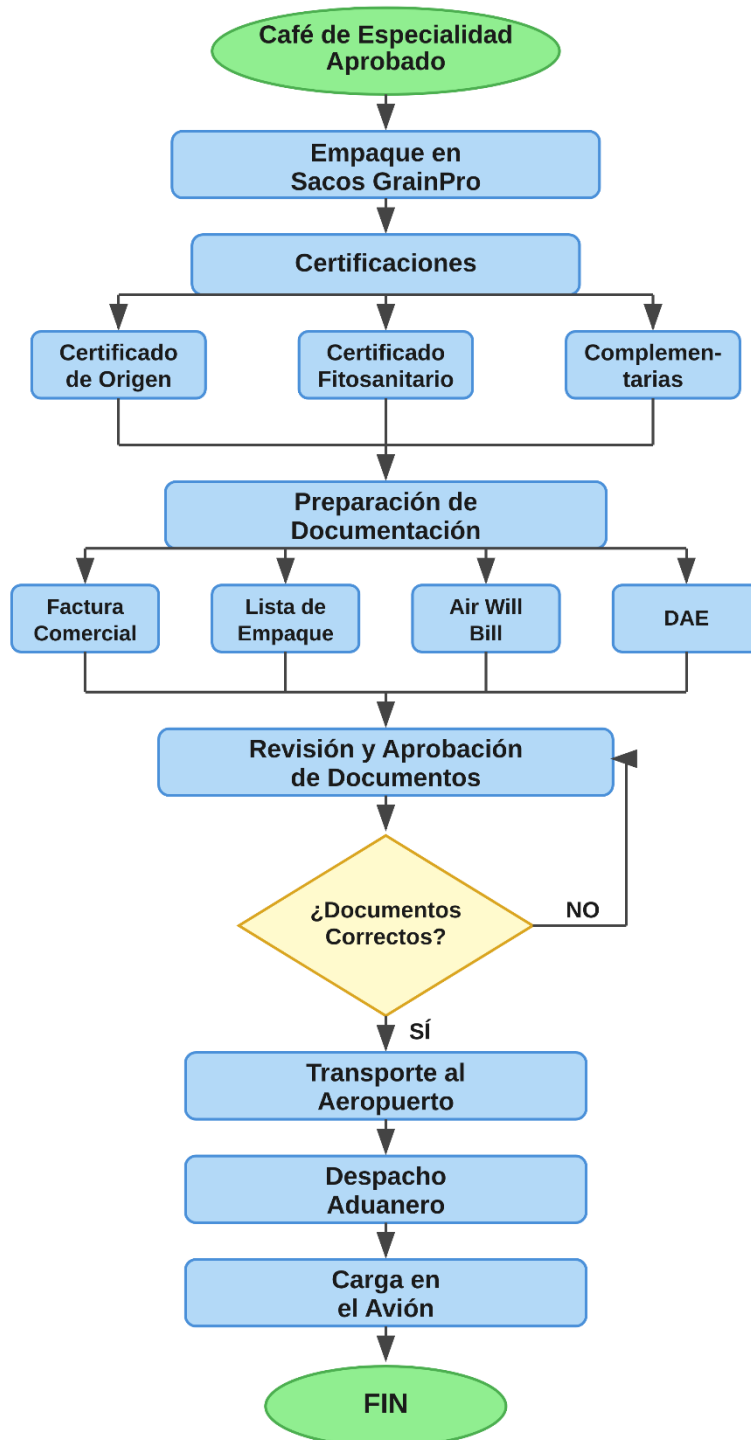 Café de Especialidad
Aprobado
Empaque en
Sacos GrainPro
Certificaciones
Certificado
de Origen
Certificado
Fitosanitario
Complemen-
tarias
Preparación de
Documentación
Factura
Comercial
Lista de
Empaque
Air Will
Bill
DAE
Revisión y Aprobación
de Documentos
¿Documentos
Correctos?
NO
SÍ
Transporte al
Aeropuerto
Despacho
Aduanero
Carga en
el Avión
FIN